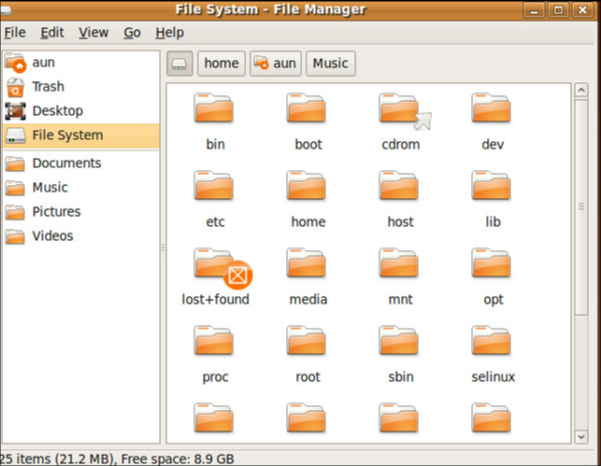 File System - File Manager
File Edit View Go Help
aun
Trash
Desktop
File System
Documents
Music
Pictures
Videos
home aun Music
bin boot cdrom dev
etc home host lib
lost+found media mnt opt
proc root sbin selinux
25 items (21.2 MB), Free space: 8.9 GB